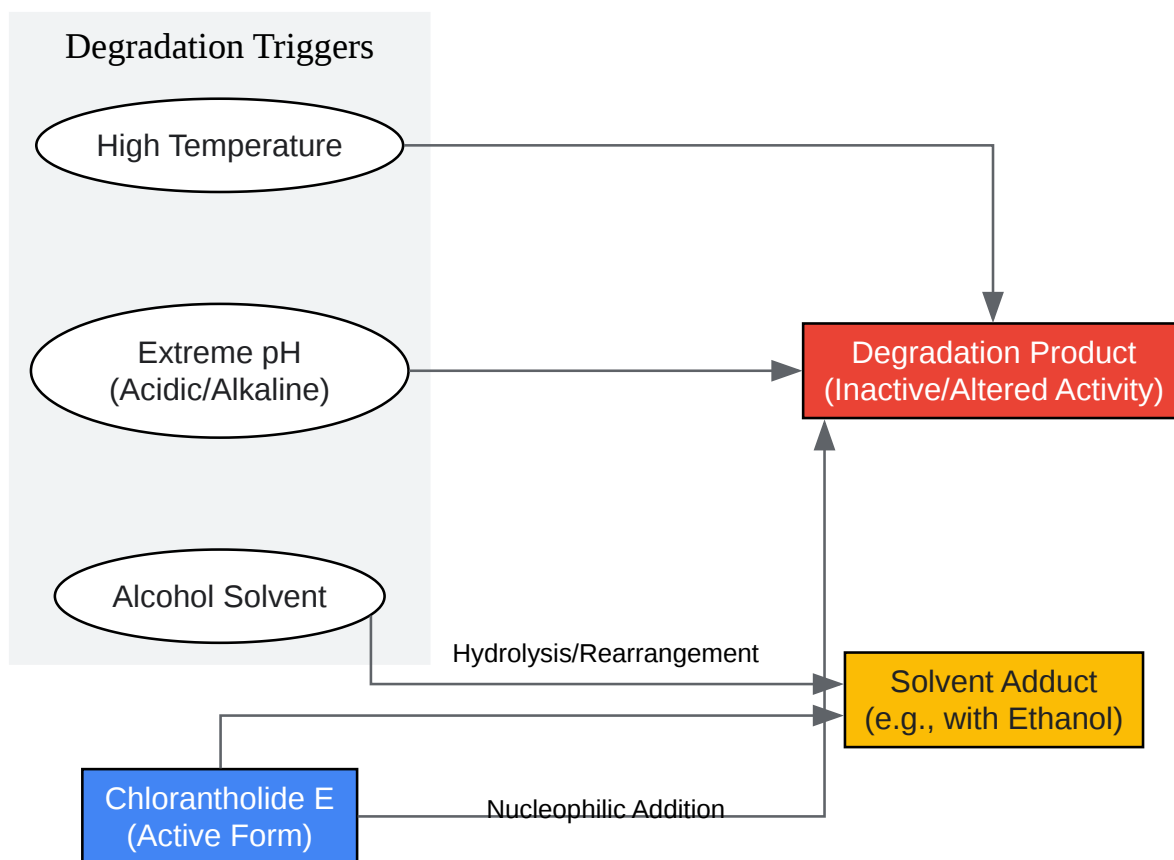 Degradation Triggers
High Temperature
Extreme pH
(Acidic/Alkaline)
Degradation Product
(Inactive/Altered Activity)
Alcohol Solvent
Hydrolysis/Rearrangement
Solvent Adduct
(e.g., with Ethanol)
Chlorantholide E
(Active Form)
Nucleophilic Addition